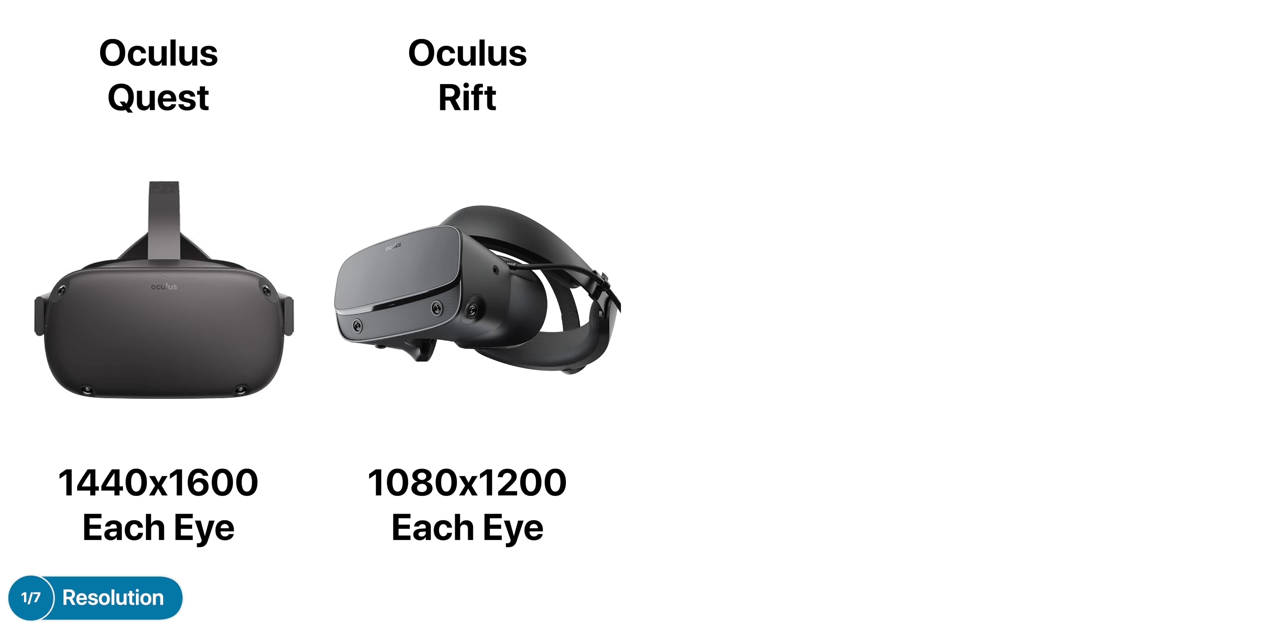 Oculus
Quest
Oculus
Rift
oculus
1440x1600
Each Eye
1080x1200
Each Eye
1/7 Resolution